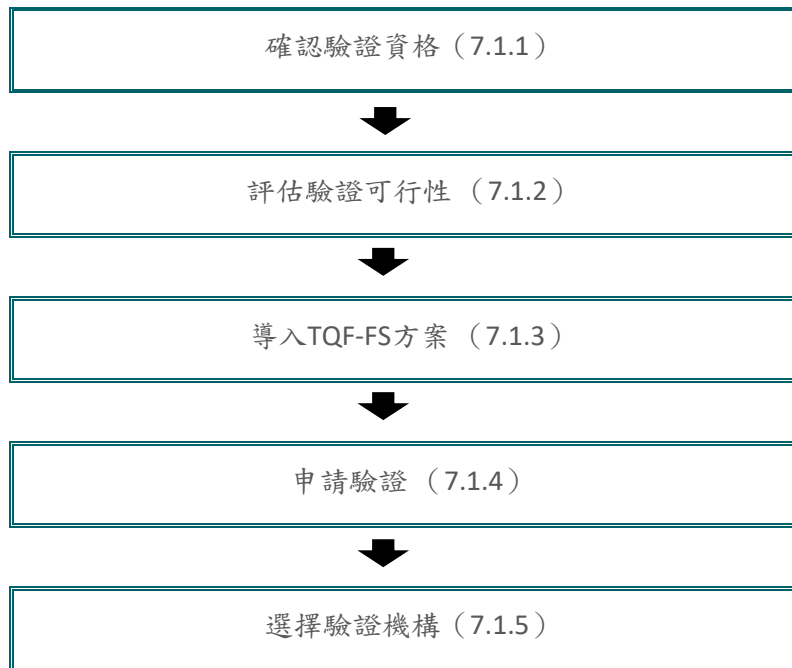 確認驗證資格（7.1.1）
評估驗證可行性 （7.1.2）
導入TQF-FS方案 （7.1.3）
申請驗證 （7.1.4）
選擇驗證機構（7.1.5）